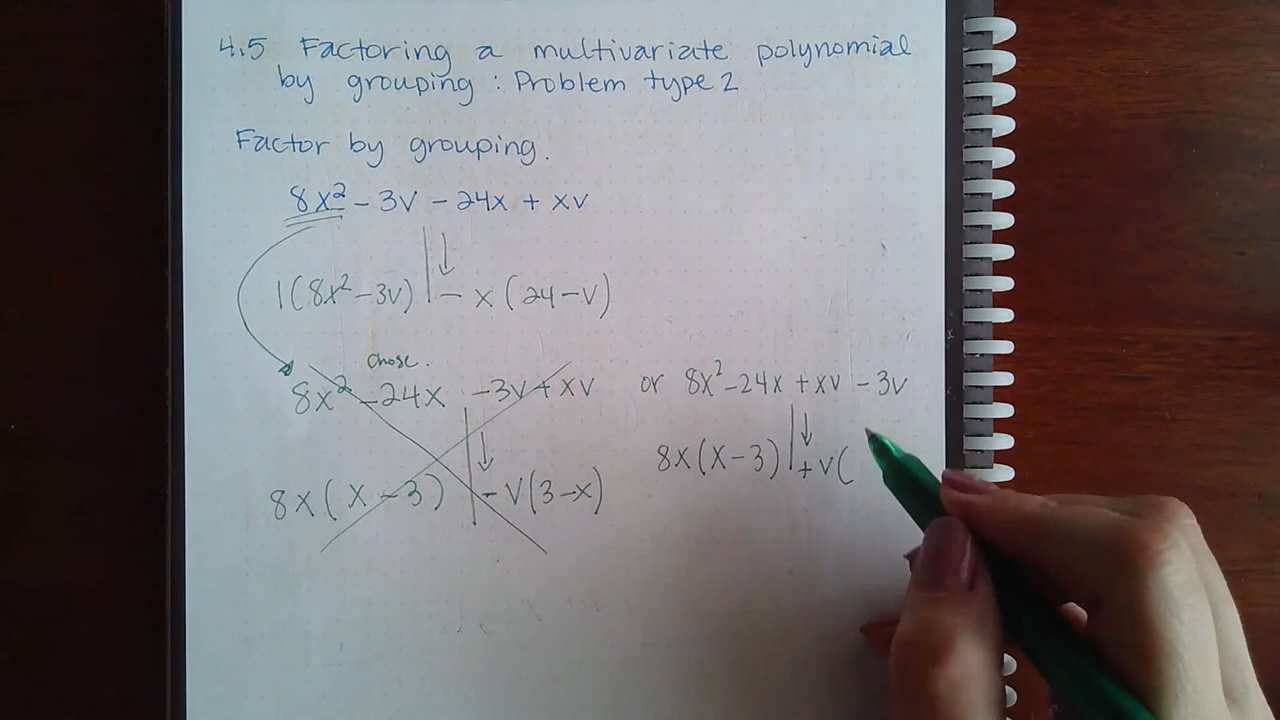 4.5 Factoring a multivariate polynomial
by grouping : Problem type 2
Factor by grouping.
8x² - 3v - 24x + xv
1(8x² - 3v) - x(24 - v)
chose.
8x² - 24x - 3v + xv or 8x² - 24x + xv - 3v
8x(x - 3) + v(
8x(x - 3) - v(3 - x)